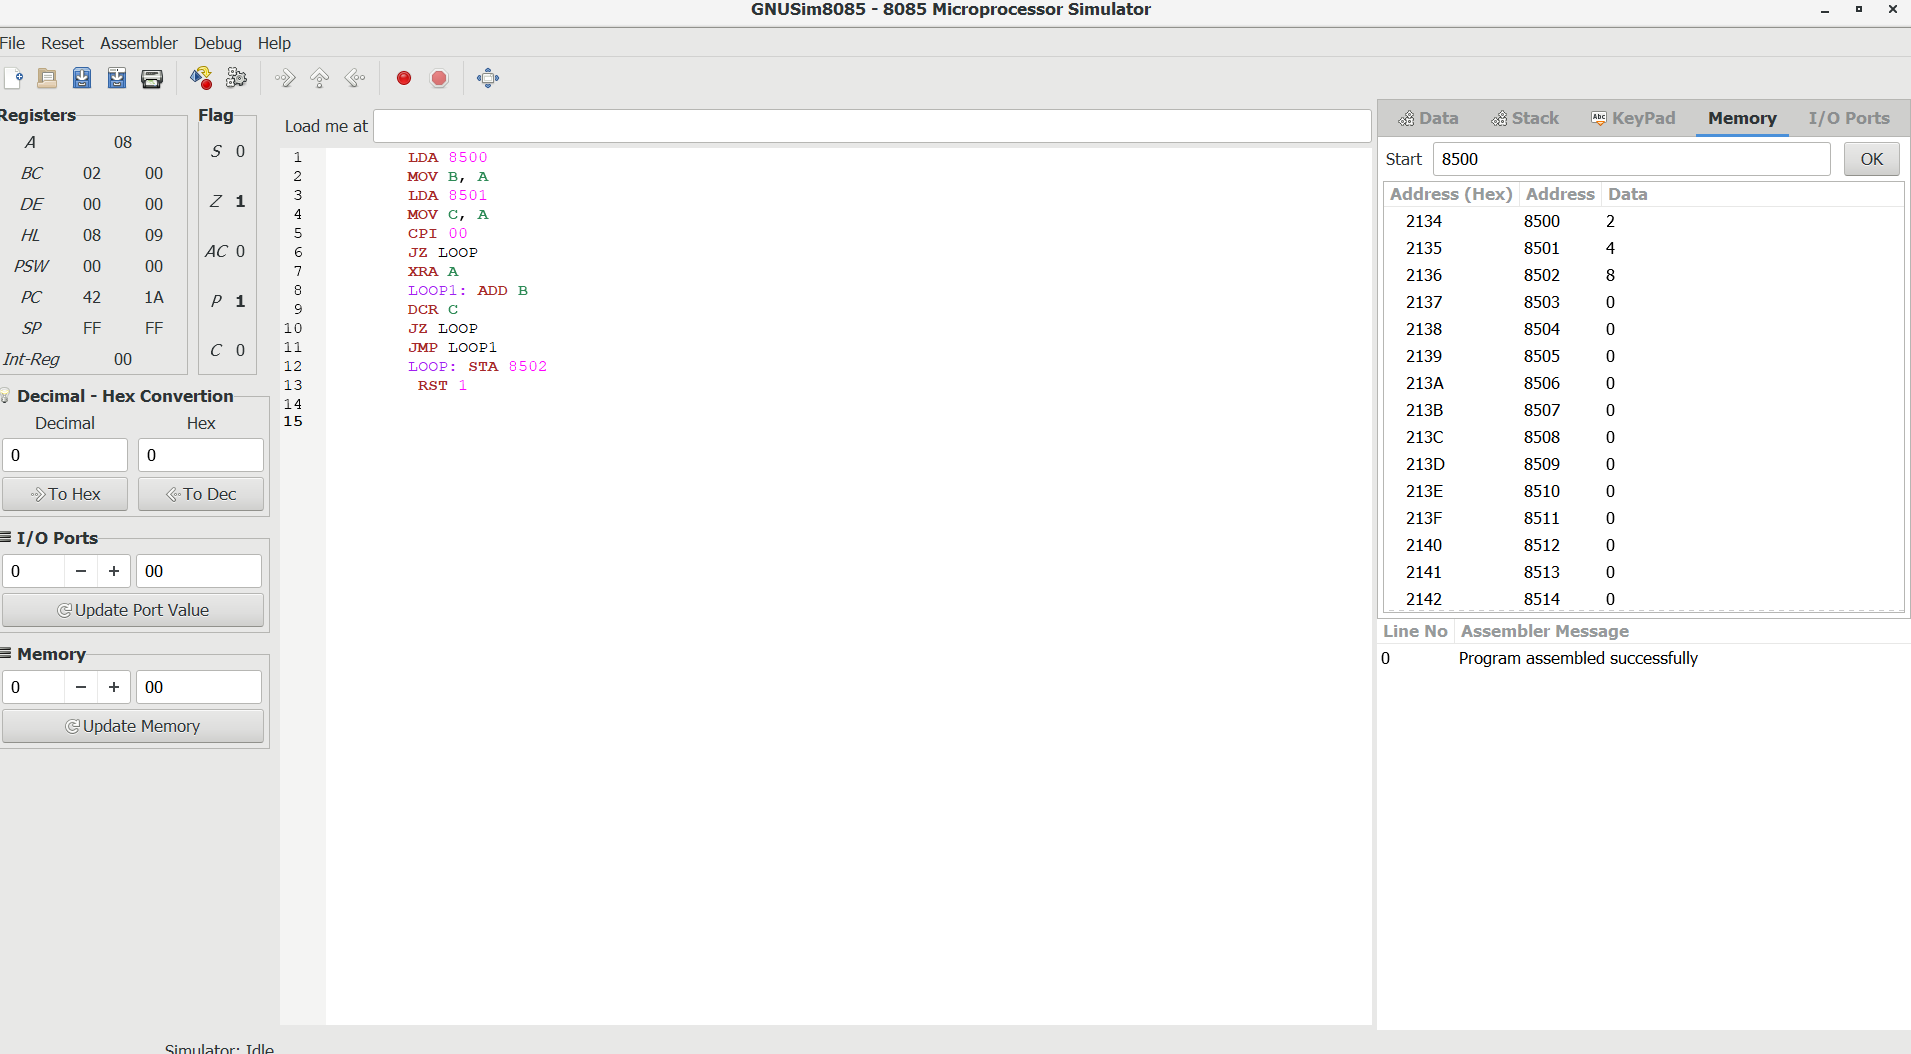 GNUSim8085 - 8085 Microprocessor Simulator
File Reset Assembler Debug Help
Registers
A 08
BC 02 00
DE 00 00
HL 08 09
PSW 00 00
PC 42 1A
SP FF FF
Int-Reg 00
Flag
S 0
Z 1
AC 0
P 1
C 0
Decimal - Hex Convertion
Decimal Hex
0 0
To Hex To Dec
I/O Ports
0 − + 00
Update Port Value
Memory
0 − + 00
Update Memory
Load me at
1 LDA 8500
2 MOV B, A
3 LDA 8501
4 MOV C, A
5 CPI 00
6 JZ LOOP
7 XRA A
8 LOOP1: ADD B
9 DCR C
10 JZ LOOP
11 JMP LOOP1
12 LOOP: STA 8502
13 RST 1
14
15
Data Stack Abc KeyPad Memory I/O Ports
Start 8500 OK
Address (Hex) Address Data
2134 8500 2
2135 8501 4
2136 8502 8
2137 8503 0
2138 8504 0
2139 8505 0
213A 8506 0
213B 8507 0
213C 8508 0
213D 8509 0
213E 8510 0
213F 8511 0
2140 8512 0
2141 8513 0
2142 8514 0
Line No Assembler Message
0 Program assembled successfully
Simulator: Idle